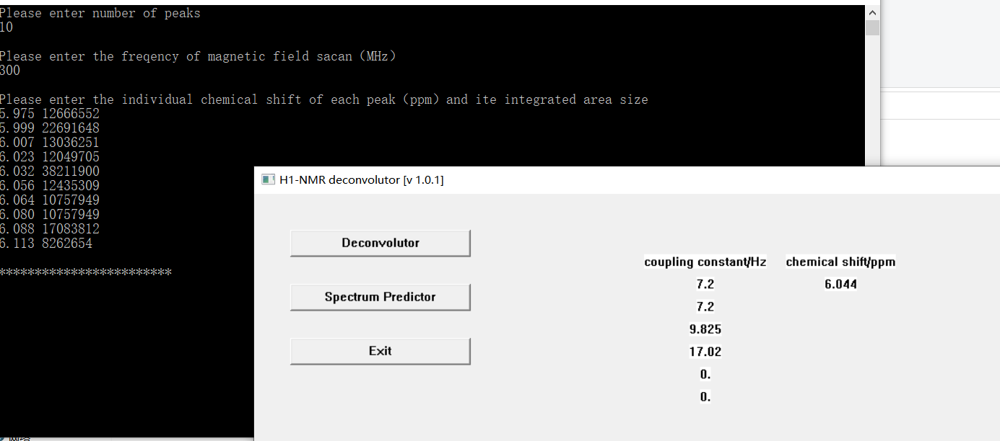 Please enter number of peaks
10
Please enter the freqency of magnetic field sacan（MHz）
300
Please enter the individual chemical shift of each peak（ppm）and ite integrated area size
5.975 12666552
5.999 22691648
6.007 13036251
6.023 12049705
6.032 38211900
6.056 12435309
6.064 10757949
6.080 10757949
6.088 17083812
6.113 8262654
************************
H1-NMR deconvolutor [v 1.0.1]
Deconvolutor
Spectrum Predictor
Exit
coupling constant/Hz chemical shift/ppm
7.2 6.044
7.2
9.825
17.02
0.
0.
网络